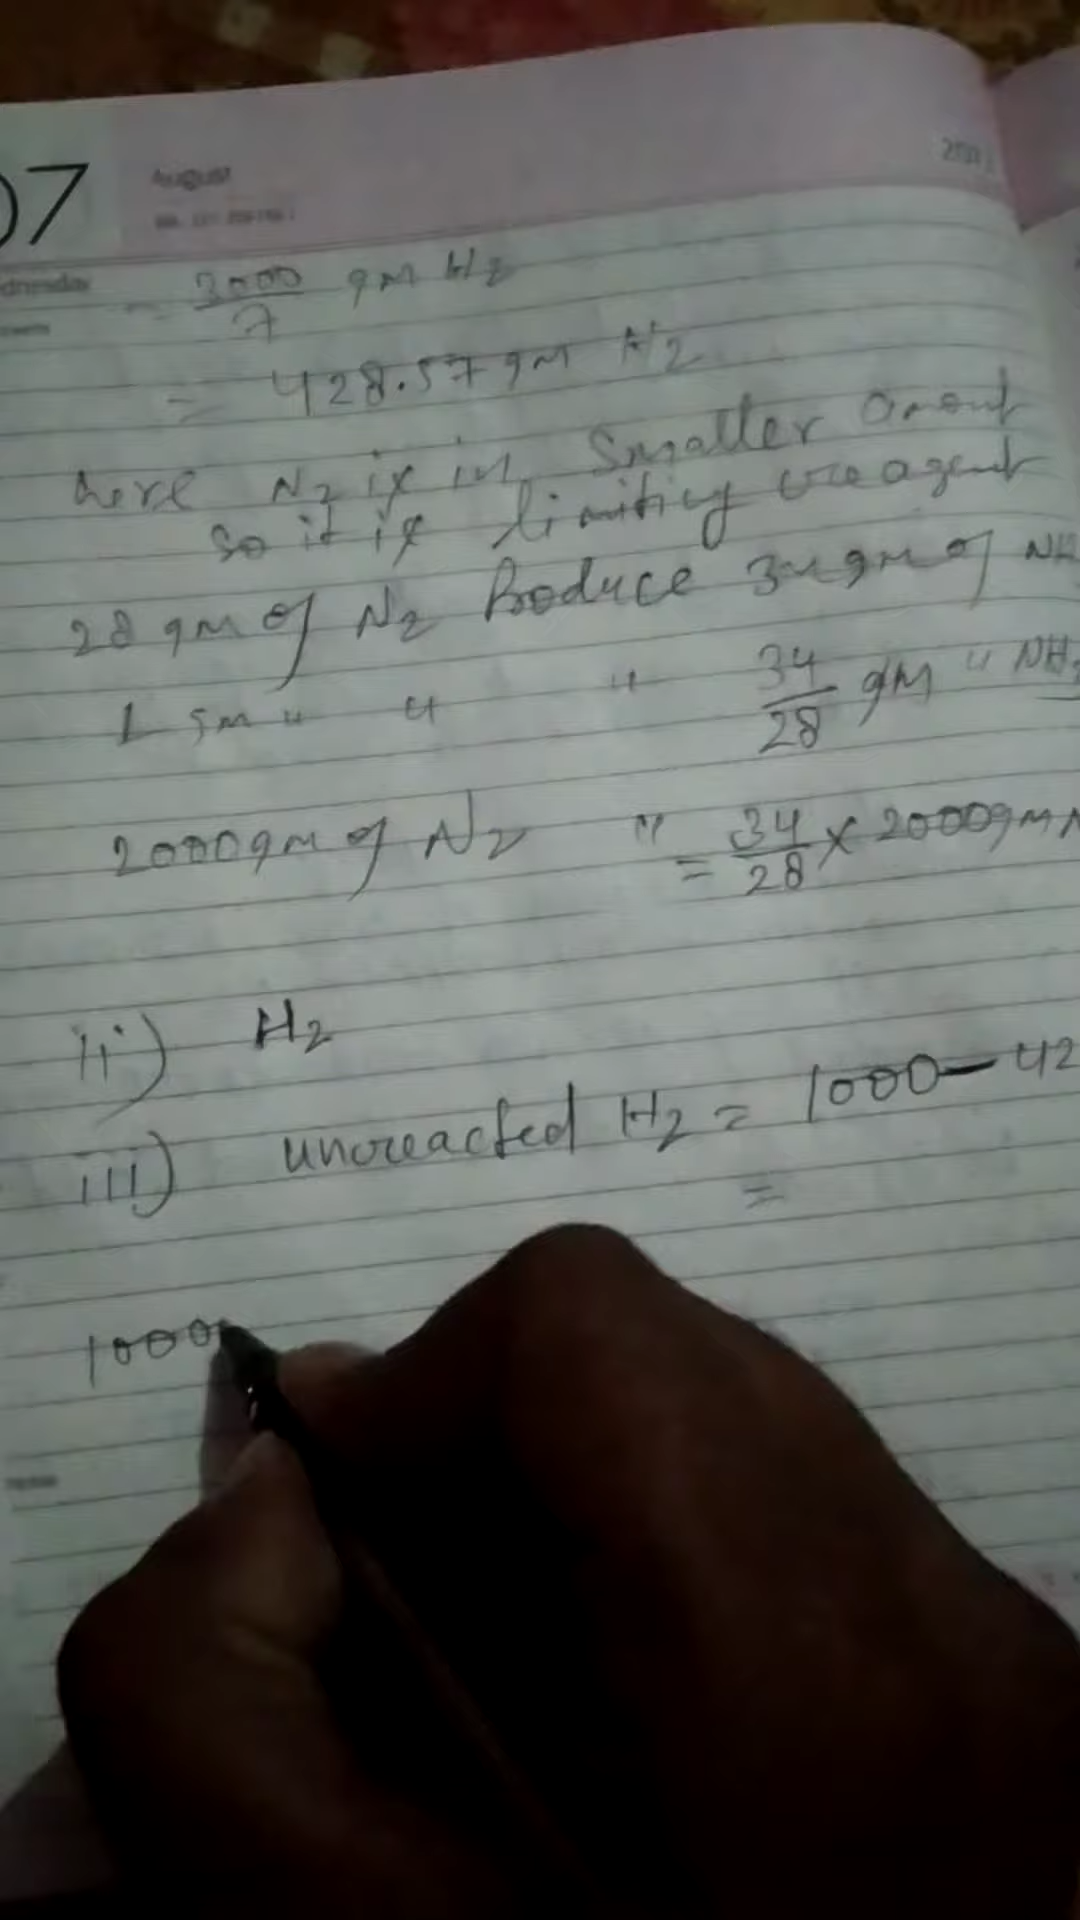 07
August
= 3000/7 gm H2
= 428.57 gm H2
here N2 is in Smaller amount
so it is limiting reagent
28 gm of N2 Produce 34 gm of NH
1 gm " " " 34/28 gm " NH3
2000 gm of N2 " = 34/28 × 2000 gm N
ii) H2
iii) unreacted H2 = 1000 - 42
=
1000